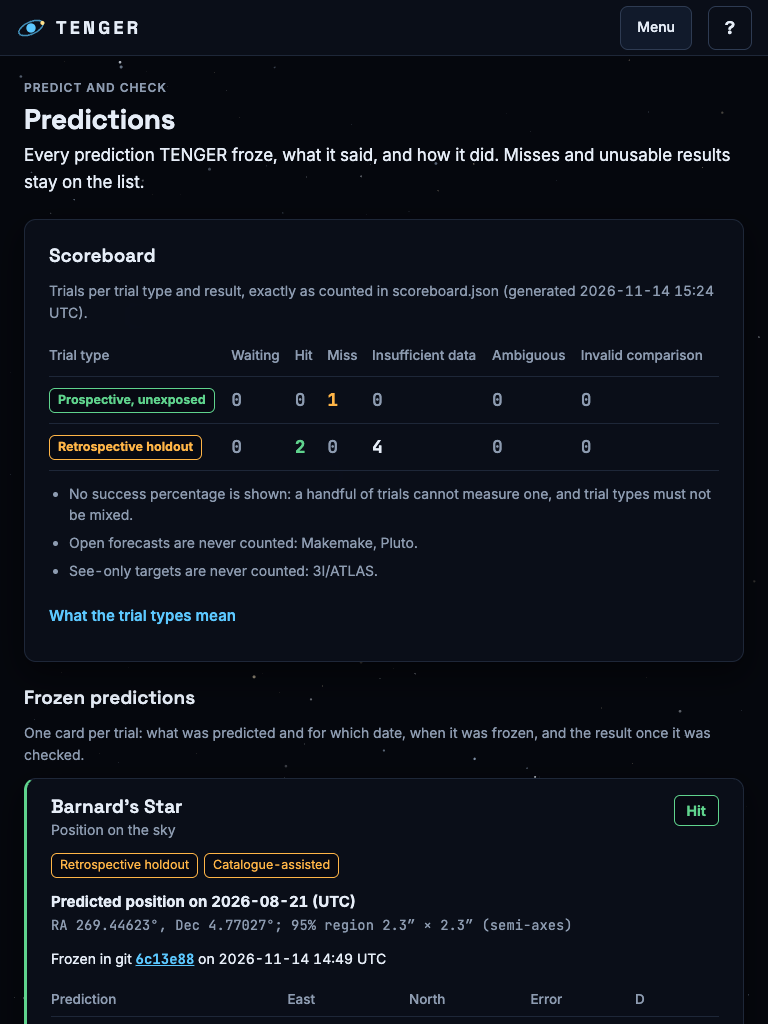 TENGER
Menu
?
PREDICT AND CHECK
Predictions
Every prediction TENGER froze, what it said, and how it did. Misses and unusable results
stay on the list.
Scoreboard
Trials per trial type and result, exactly as counted in scoreboard.json (generated 2026-11-14 15:24
UTC).
Trial type Waiting Hit Miss Insufficient data Ambiguous Invalid comparison
Prospective, unexposed 0 0 1 0 0 0
Retrospective holdout 0 2 0 4 0 0
• No success percentage is shown: a handful of trials cannot measure one, and trial types must not
be mixed.
• Open forecasts are never counted: Makemake, Pluto.
• See-only targets are never counted: 3I/ATLAS.
What the trial types mean
Frozen predictions
One card per trial: what was predicted and for which date, when it was frozen, and the result once it was
checked.
Barnard’s Star
Hit
Position on the sky
Retrospective holdout Catalogue-assisted
Predicted position on 2026-08-21 (UTC)
RA 269.44623°, Dec 4.77027°; 95% region 2.3″ × 2.3″ (semi-axes)
Frozen in git 6c13e88 on 2026-11-14 14:49 UTC
Prediction East North Error D